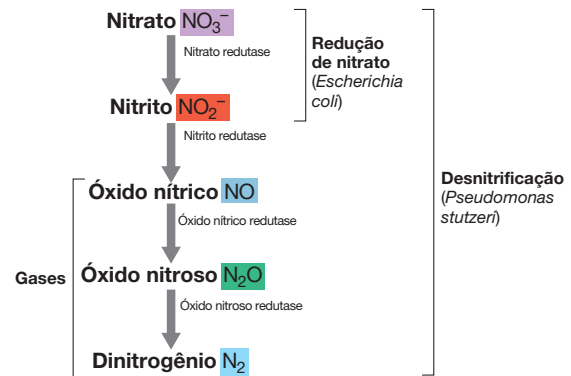 Nitrato NO₃⁻
Nitrato redutase
Redução
de nitrato
(Escherichia
coli)
Nitrito NO₂⁻
Nitrito redutase
Desnitrificação
(Pseudomonas
stutzeri)
Óxido nítrico NO
Óxido nítrico redutase
Gases
Óxido nitroso N₂O
Óxido nitroso redutase
Dinitrogênio N₂